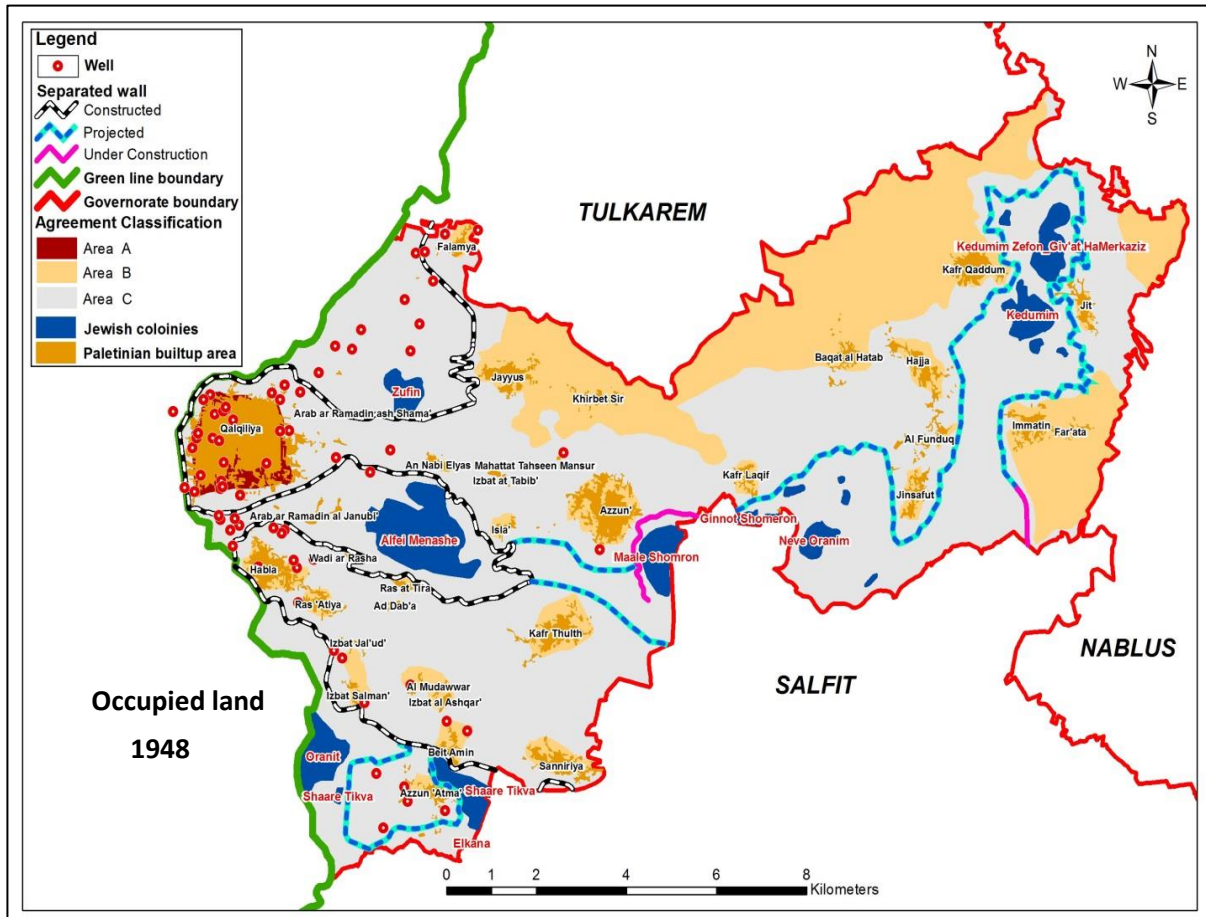 Legend
Well
Separated wall
Constructed
Projected
Under Construction
Green line boundary
Governorate boundary
Agreement Classification
Area A
Area B
Area C
Jewish coloinies
Paletinian builtup area
N
W
E
S
TULKAREM
Falamya
Kedumim Zefon_Giv'at HaMerkaziz
Kafr Qaddum
Jit
Kedumim
Baqat al Hatab
Hajja
Jayyus
Zufin
Khirbet Sir
Arab ar Ramadin ash Shama'
Qalqiliya
Immatin
Far'ata
Al Funduq
An Nabi Elyas
Mahattat Tahseen Mansur
Izbat at Tabib'
Kafr Laqif
Jinsafut
Azzun'
Arab ar Ramadin al Janubi'
Ginnot Shomeron
Isla'
Alfei Menashe
Neve Oranim
Maale Shomron
Wadi ar Rasha
Habla
Ras at Tira
Ad Dab'a
Ras 'Atiya
Kafr Thulth
Izbat Jal'ud'
NABLUS
SALFIT
Al Mudawwar
Izbat Salman'
Izbat al Ashqar'
Occupied land
1948
Oranit
Beit Amin
Sanniriya
Shaare Tikva
Azzun 'Atma'
Shaare Tikva
Elkana
0 1 2 4 6 8
Kilometers